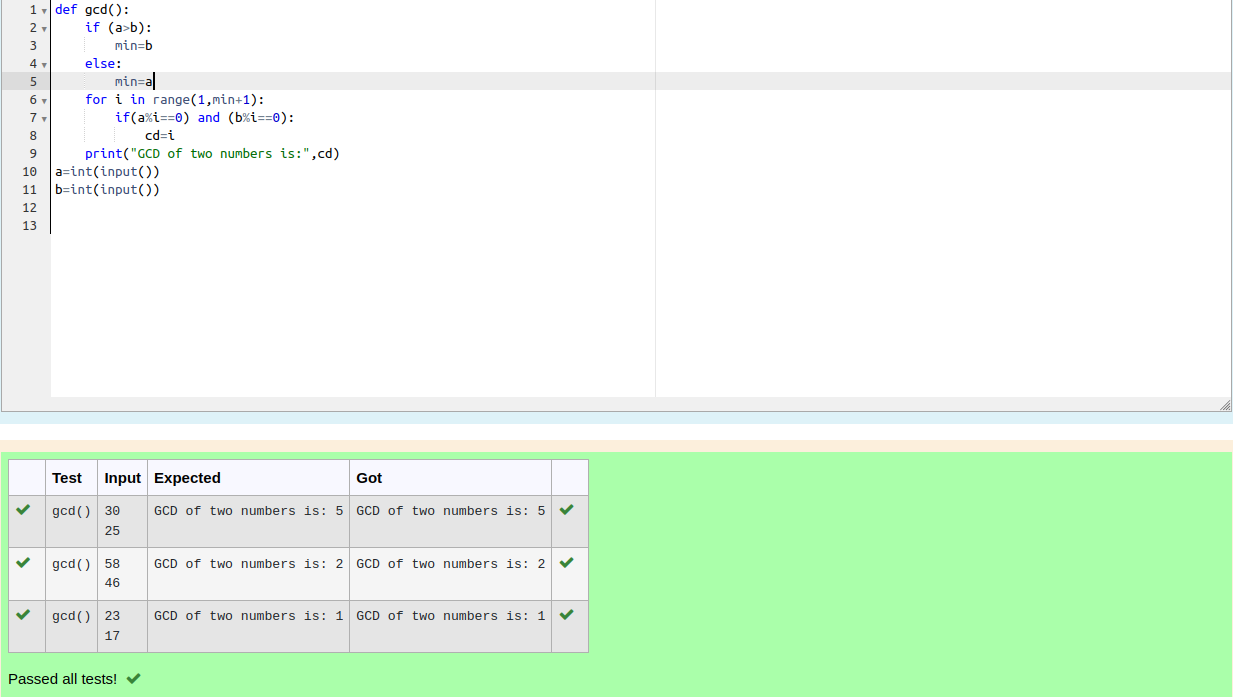 1 def gcd():
2     if (a>b):
3         min=b
4     else:
5         min=a
6     for i in range(1,min+1):
7         if(a%i==0) and (b%i==0):
8             cd=i
9     print("GCD of two numbers is:",cd)
10 a=int(input())
11 b=int(input())
12
13
Test Input Expected Got
gcd() 30 GCD of two numbers is: 5 GCD of two numbers is: 5
25
gcd() 58 GCD of two numbers is: 2 GCD of two numbers is: 2
46
gcd() 23 GCD of two numbers is: 1 GCD of two numbers is: 1
17
Passed all tests!